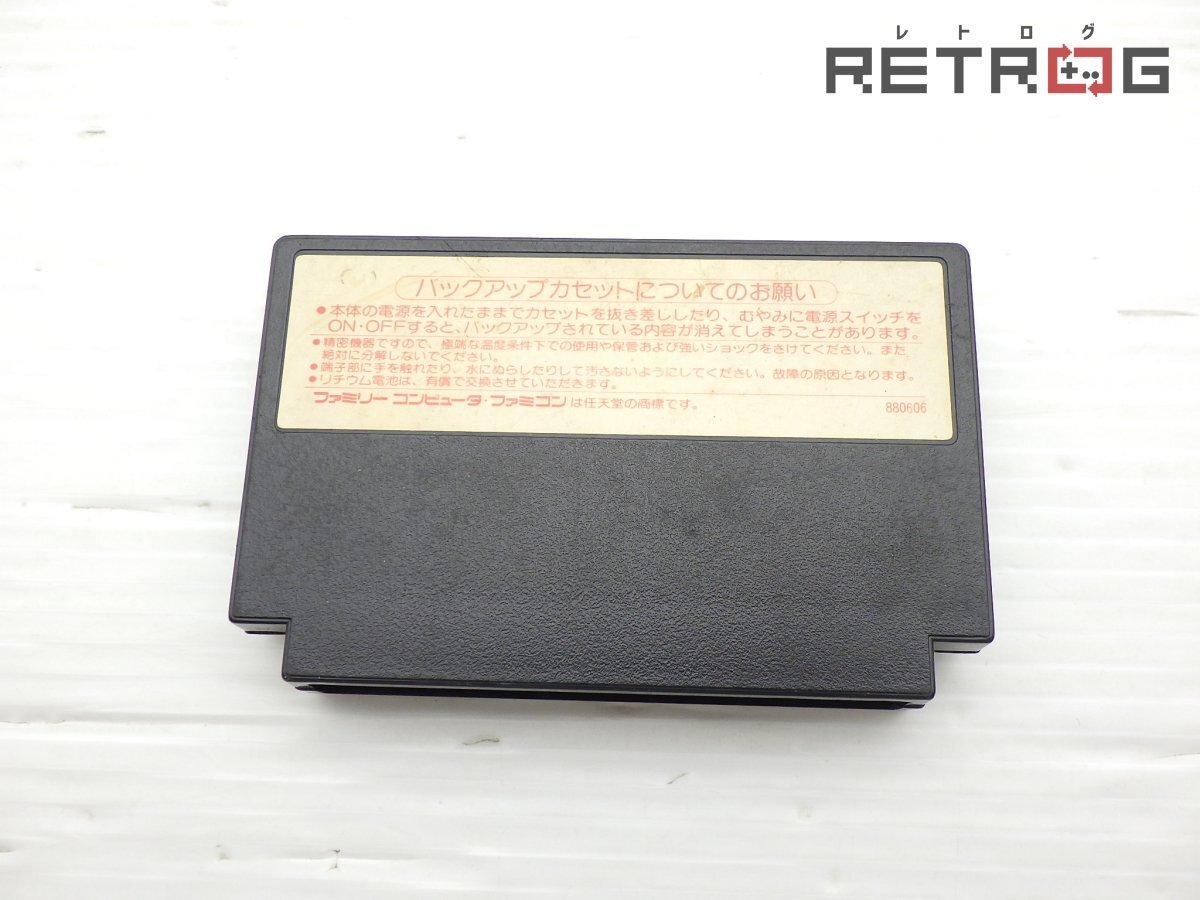 レトログ
RETROG
バックアップカセットについてのお願い
●本体の電源を入れたままでカセットを抜き差ししたり、むやみに電源スイッチを
ON・OFFすると、バックアップされている内容が消えてしまうことがあります。
●精密機器ですので、極端な温度条件下での使用や保管および強いショックをさけてください。また
絶対に分解しないでください。
●端子部に手を触れたり、水にぬらしたりして汚さないようにしてください。故障の原因となります。
●リチウム電池は、有償で交換させていただきます。
ファミリー コンピュータ・ファミコンは任天堂の商標です。
880606